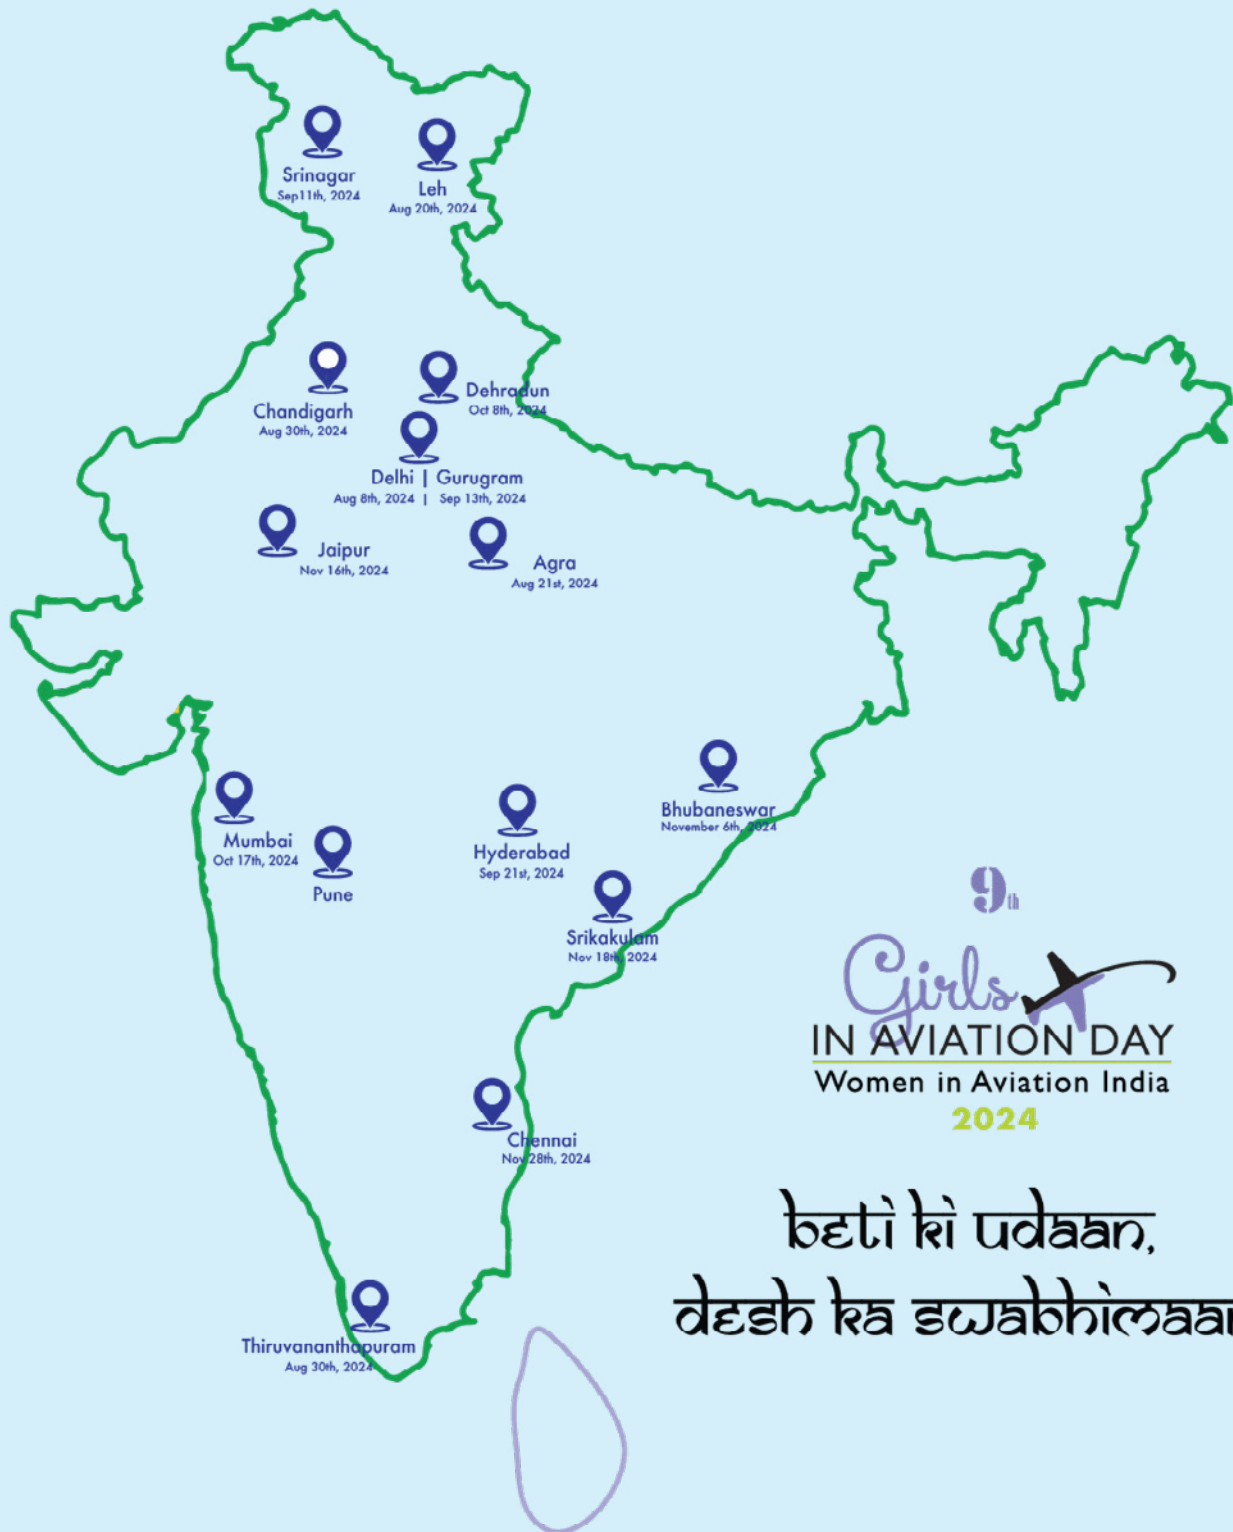 Srinagar
Sep11th, 2024
Leh
Aug 20th, 2024
Chandigarh
Aug 30th, 2024
Dehradun
Oct 8th, 2024
Delhi | Gurugram
Aug 8th, 2024 | Sep 13th, 2024
Jaipur
Nov 16th, 2024
Agra
Aug 21st, 2024
Mumbai
Oct 17th, 2024
Pune
Hyderabad
Sep 21st, 2024
Bhubaneswar
November 6th, 2024
Srikakulam
Nov 18th, 2024
Chennai
Nov 28th, 2024
Thiruvananthapuram
Aug 30th, 2024
9th
Girls
IN AVIATION DAY
Women in Aviation India
2024
beti ki udaan,
desh ka swabhimaan